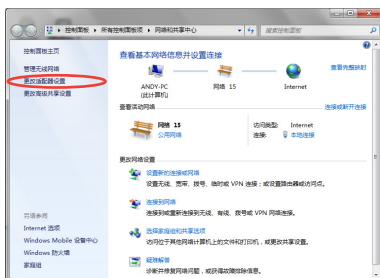 控制面板 ▸ 所有控制面板项 ▸ 网络和共享中心
搜索控制面板
控制面板主页
管理无线网络
更改适配器设置
更改高级共享设置
查看基本网络信息并设置连接
查看完整映射
ANDY-PC
(此计算机)
网络 15
Internet
查看活动网络
连接或断开连接
网络 15
公用网络
访问类型: Internet
连接: 本地连接
更改网络设置
设置新的连接或网络
设置无线、宽带、拨号、临时或 VPN 连接；或设置路由器或访问点。
连接到网络
连接到或重新连接到无线、有线、拨号或 VPN 网络连接。
选择家庭组和共享选项
访问位于其他网络计算机上的文件和打印机，或更改共享设置。
疑难解答
诊断并修复网络问题，或获得故障排除信息。
另请参阅
Internet 选项
Windows Mobile 设备中心
Windows 防火墙
家庭组